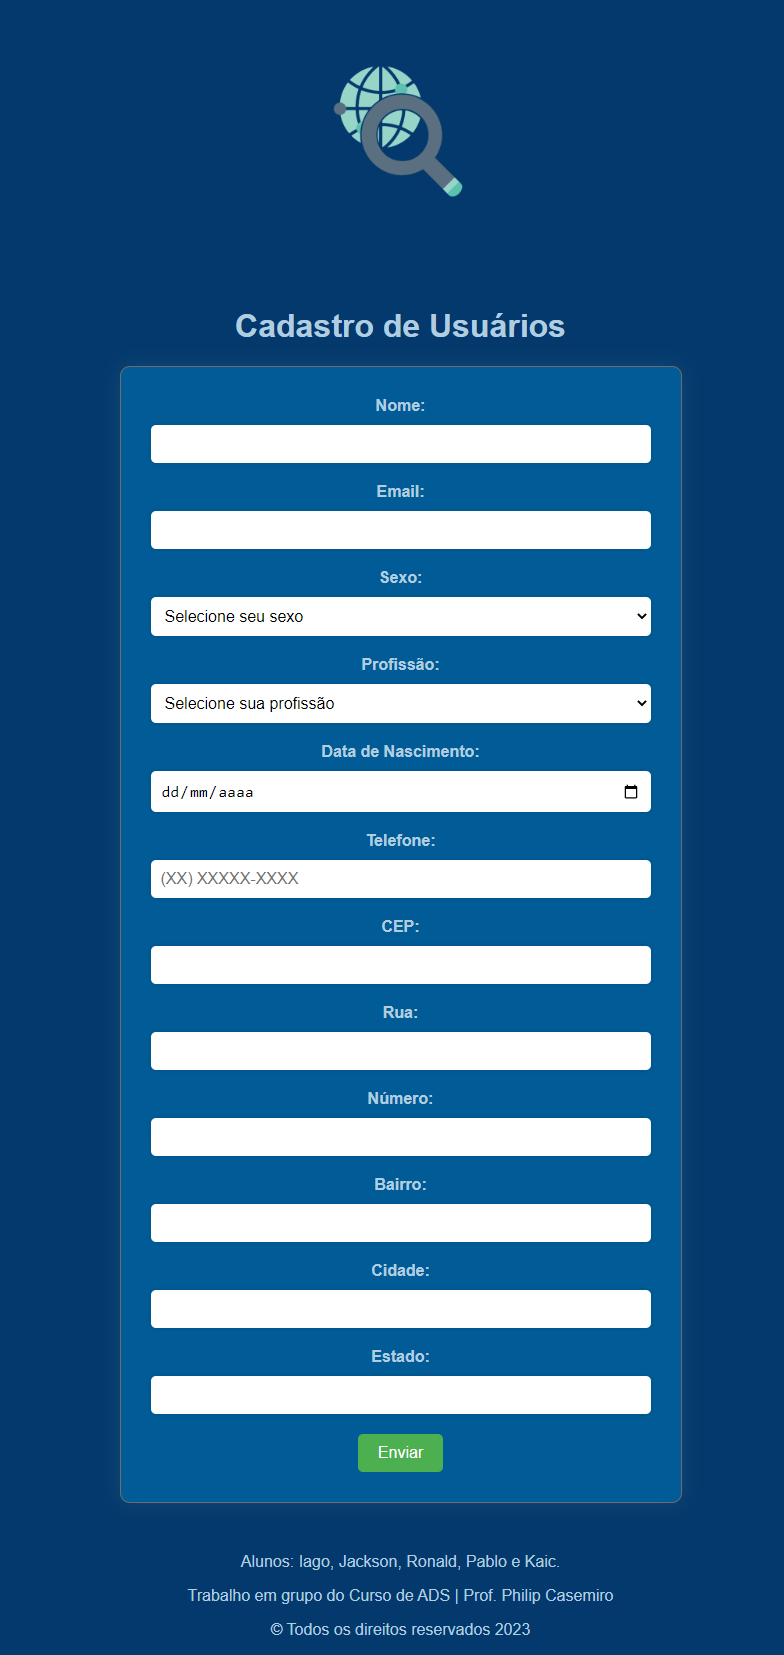 Cadastro de Usuários
Nome:
Email:
Sexo:
Selecione seu sexo
Profissão:
Selecione sua profissão
Data de Nascimento:
dd/mm/aaaa
Telefone:
(XX) XXXXX-XXXX
CEP:
Rua:
Número:
Bairro:
Cidade:
Estado:
Enviar
Alunos: Iago, Jackson, Ronald, Pablo e Kaic.
Trabalho em grupo do Curso de ADS | Prof. Philip Casemiro
© Todos os direitos reservados 2023